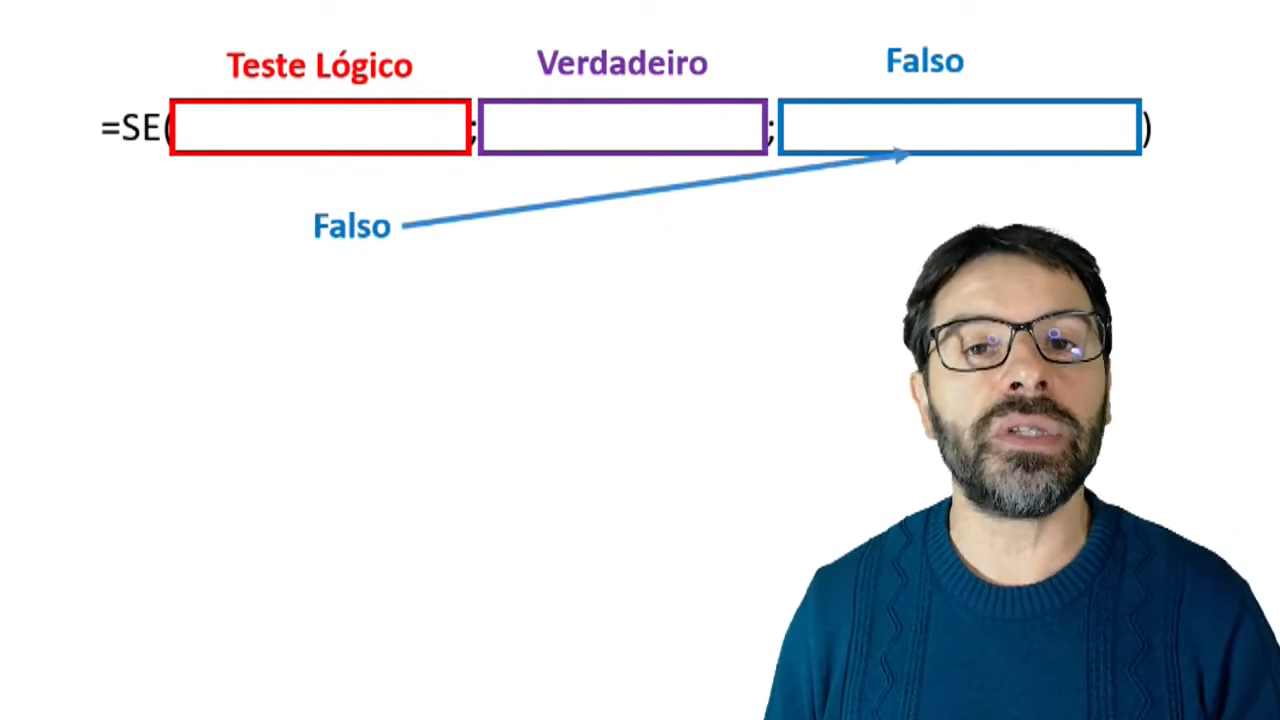 Teste Lógico Verdadeiro Falso
=SE( ; ; )
Falso